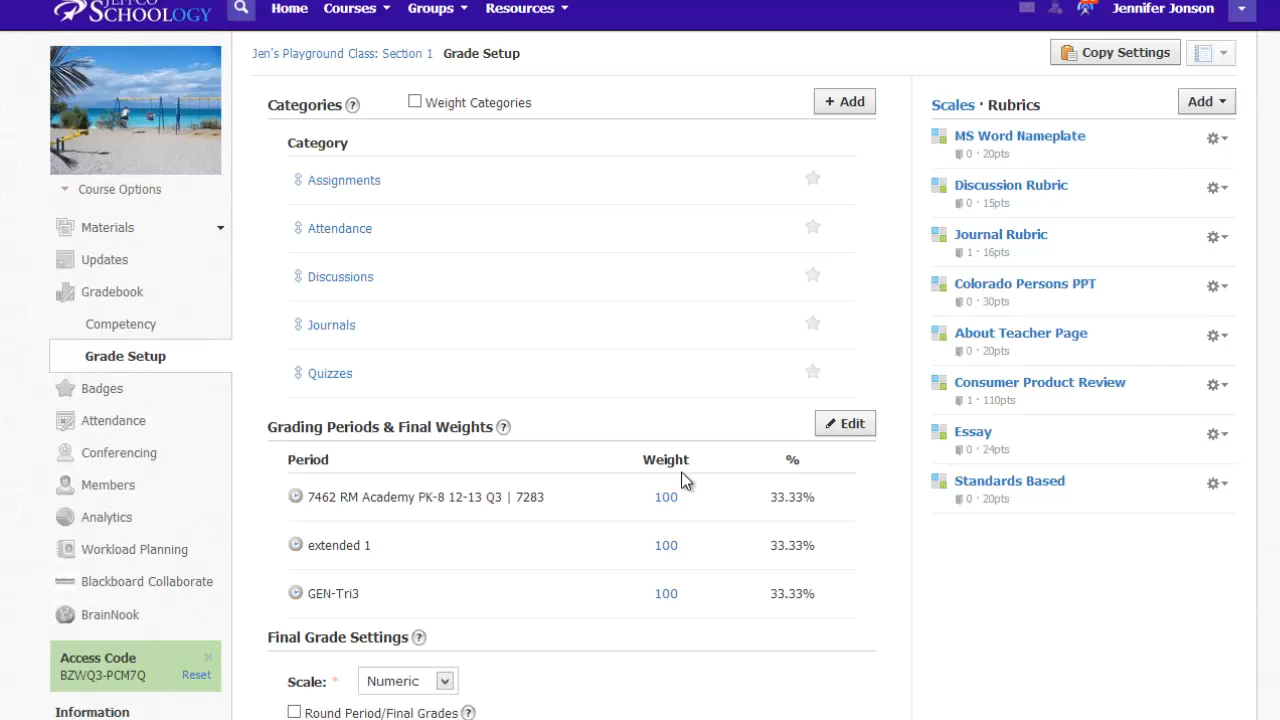 JEFFCO
SCHOOLOGY
Home Courses Groups Resources Jennifer Jonson
Jen's Playground Class: Section 1 Grade Setup
Copy Settings
Course Options
Materials
Updates
Gradebook
Competency
Grade Setup
Badges
Attendance
Conferencing
Members
Analytics
Workload Planning
Blackboard Collaborate
BrainNook
Access Code
BZWQ3-PCM7Q Reset
Information
Categories ? Weight Categories + Add
Category
Assignments
Attendance
Discussions
Journals
Quizzes
Grading Periods & Final Weights ? Edit
Period Weight %
7462 RM Academy PK-8 12-13 Q3 | 7283 100 33.33%
extended 1 100 33.33%
GEN-Tri3 100 33.33%
Final Grade Settings ?
Scale: * Numeric
Round Period/Final Grades ?
Scales · Rubrics Add
MS Word Nameplate
0 · 20pts
Discussion Rubric
0 · 15pts
Journal Rubric
1 · 16pts
Colorado Persons PPT
0 · 30pts
About Teacher Page
0 · 20pts
Consumer Product Review
1 · 110pts
Essay
0 · 24pts
Standards Based
0 · 20pts